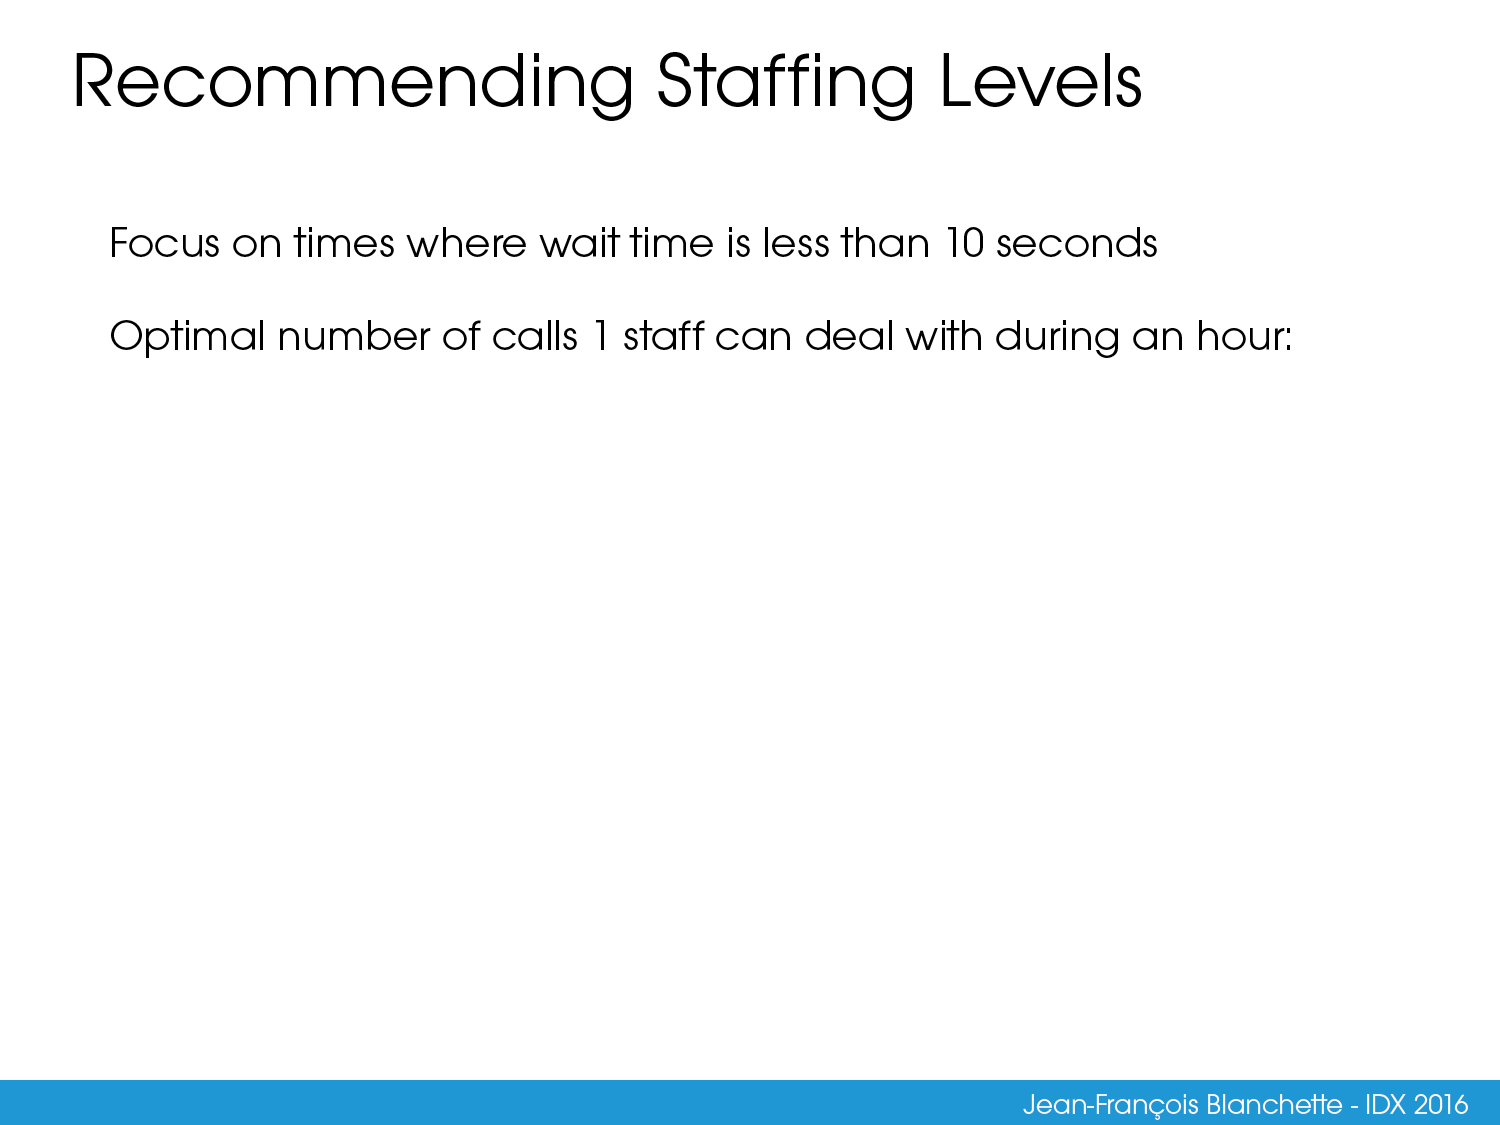 Recommending Staffing Levels
Focus on times where wait time is less than 10 seconds
Optimal number of calls 1 staff can deal with during an hour:
Jean-François Blanchette - IDX 2016